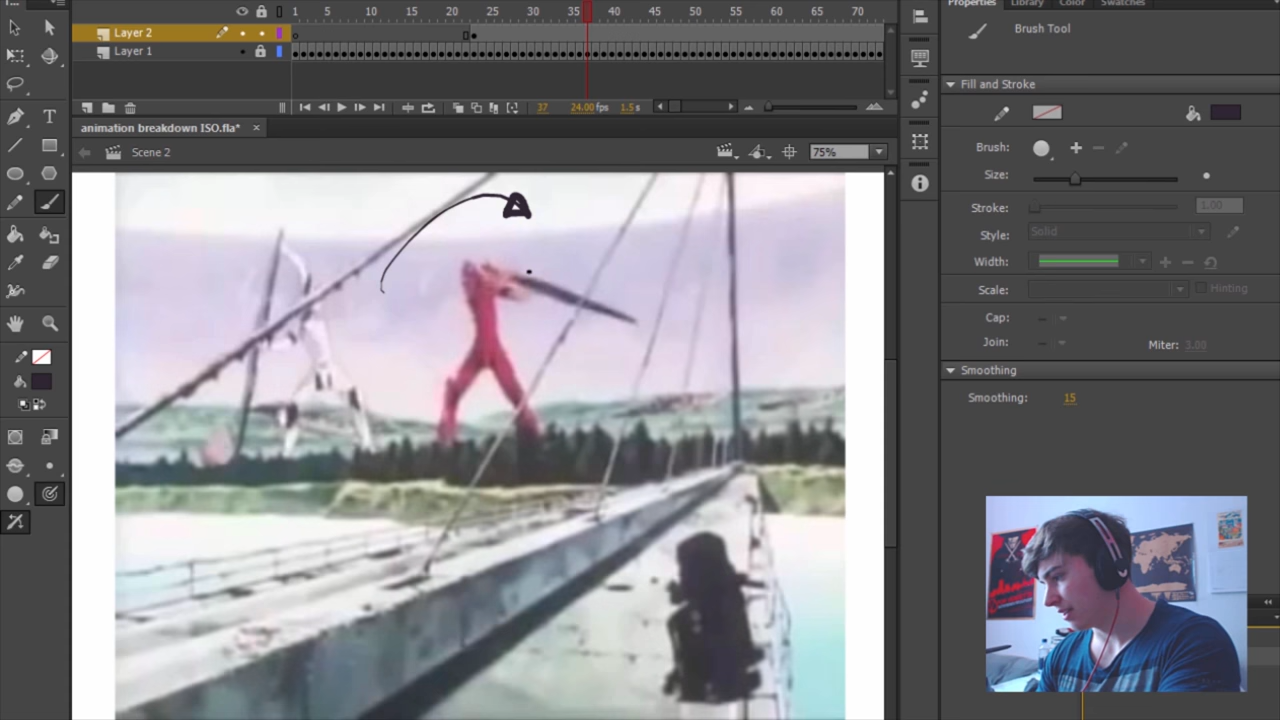 Properties Library Color Swatches
1 5 10 15 20 25 30 35 40 45 50 55 60 65 70
Brush Tool
Layer 2
Layer 1
Fill and Stroke
37 24.00 fps 1.5 s
animation breakdown ISO.fla* ×
Scene 2
75%
Brush:
Size:
Stroke: 1.00
Style: Solid
Width:
Scale: Hinting
Cap:
Join: Miter: 3.00
Smoothing
Smoothing: 15